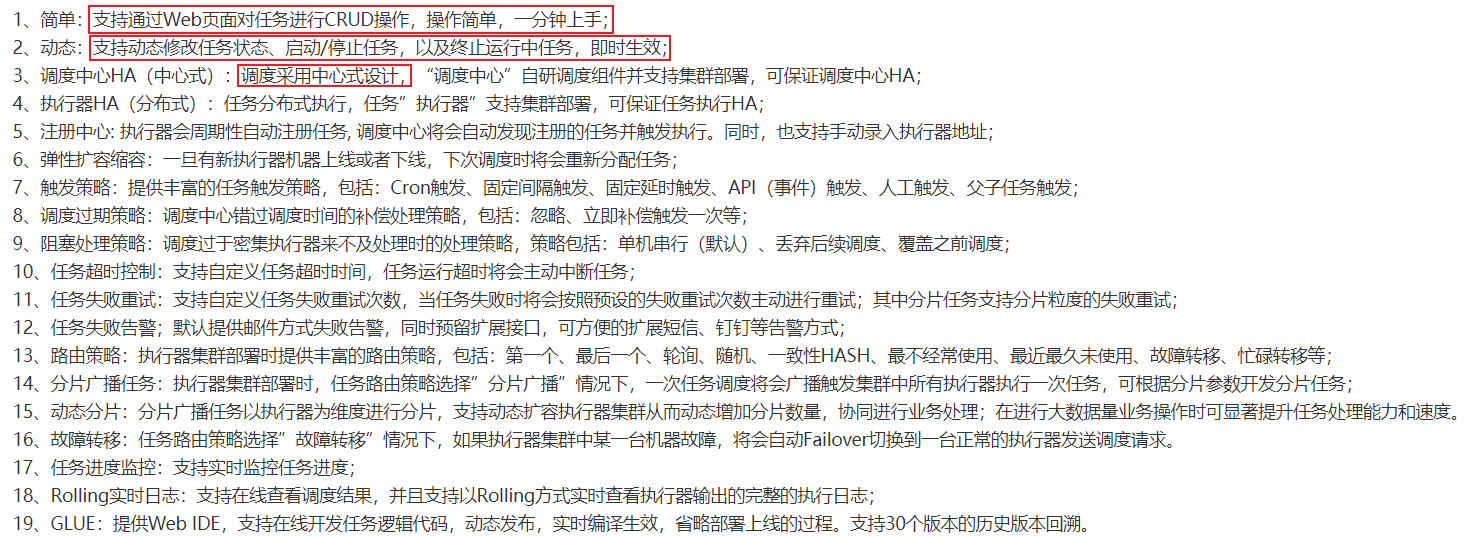 1、简单：支持通过Web页面对任务进行CRUD操作，操作简单，一分钟上手；
2、动态：支持动态修改任务状态、启动/停止任务，以及终止运行中任务，即时生效；
3、调度中心HA（中心式）：调度采用中心式设计，“调度中心”自研调度组件并支持集群部署，可保证调度中心HA；
4、执行器HA（分布式）：任务分布式执行，任务”执行器”支持集群部署，可保证任务执行HA；
5、注册中心: 执行器会周期性自动注册任务, 调度中心将会自动发现注册的任务并触发执行。同时，也支持手动录入执行器地址；
6、弹性扩容缩容：一旦有新执行器机器上线或者下线，下次调度时将会重新分配任务；
7、触发策略：提供丰富的任务触发策略，包括：Cron触发、固定间隔触发、固定延时触发、API（事件）触发、人工触发、父子任务触发；
8、调度过期策略：调度中心错过调度时间的补偿处理策略，包括：忽略、立即补偿触发一次等；
9、阻塞处理策略：调度过于密集执行器来不及处理时的处理策略，策略包括：单机串行（默认）、丢弃后续调度、覆盖之前调度；
10、任务超时控制：支持自定义任务超时时间，任务运行超时将会主动中断任务；
11、任务失败重试：支持自定义任务失败重试次数，当任务失败时将会按照预设的失败重试次数主动进行重试；其中分片任务支持分片粒度的失败重试；
12、任务失败告警；默认提供邮件方式失败告警，同时预留扩展接口，可方便的扩展短信、钉钉等告警方式；
13、路由策略：执行器集群部署时提供丰富的路由策略，包括：第一个、最后一个、轮询、随机、一致性HASH、最不经常使用、最近最久未使用、故障转移、忙碌转移等；
14、分片广播任务：执行器集群部署时，任务路由策略选择”分片广播”情况下，一次任务调度将会广播触发集群中所有执行器执行一次任务，可根据分片参数开发分片任务；
15、动态分片：分片广播任务以执行器为维度进行分片，支持动态扩容执行器集群从而动态增加分片数量，协同进行业务处理；在进行大数据量业务操作时可显著提升任务处理能力和速度。
16、故障转移：任务路由策略选择”故障转移”情况下，如果执行器集群中某一台机器故障，将会自动Failover切换到一台正常的执行器发送调度请求。
17、任务进度监控：支持实时监控任务进度；
18、Rolling实时日志：支持在线查看调度结果，并且支持以Rolling方式实时查看执行器输出的完整的执行日志；
19、GLUE：提供Web IDE，支持在线开发任务逻辑代码，动态发布，实时编译生效，省略部署上线的过程。支持30个版本的历史版本回溯。